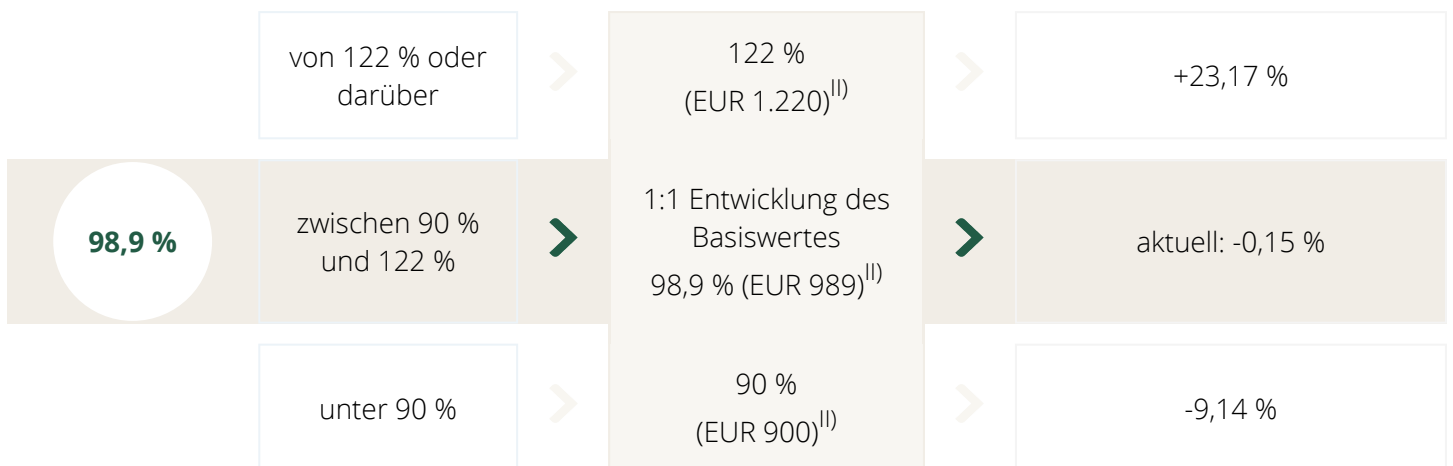 von 122 % oder
darüber
122 %
(EUR 1.220)II)
+23,17 %
98,9 %
zwischen 90 %
und 122 %
1:1 Entwicklung des
Basiswertes
98,9 % (EUR 989)II)
aktuell: -0,15 %
unter 90 %
90 %
(EUR 900)II)
-9,14 %